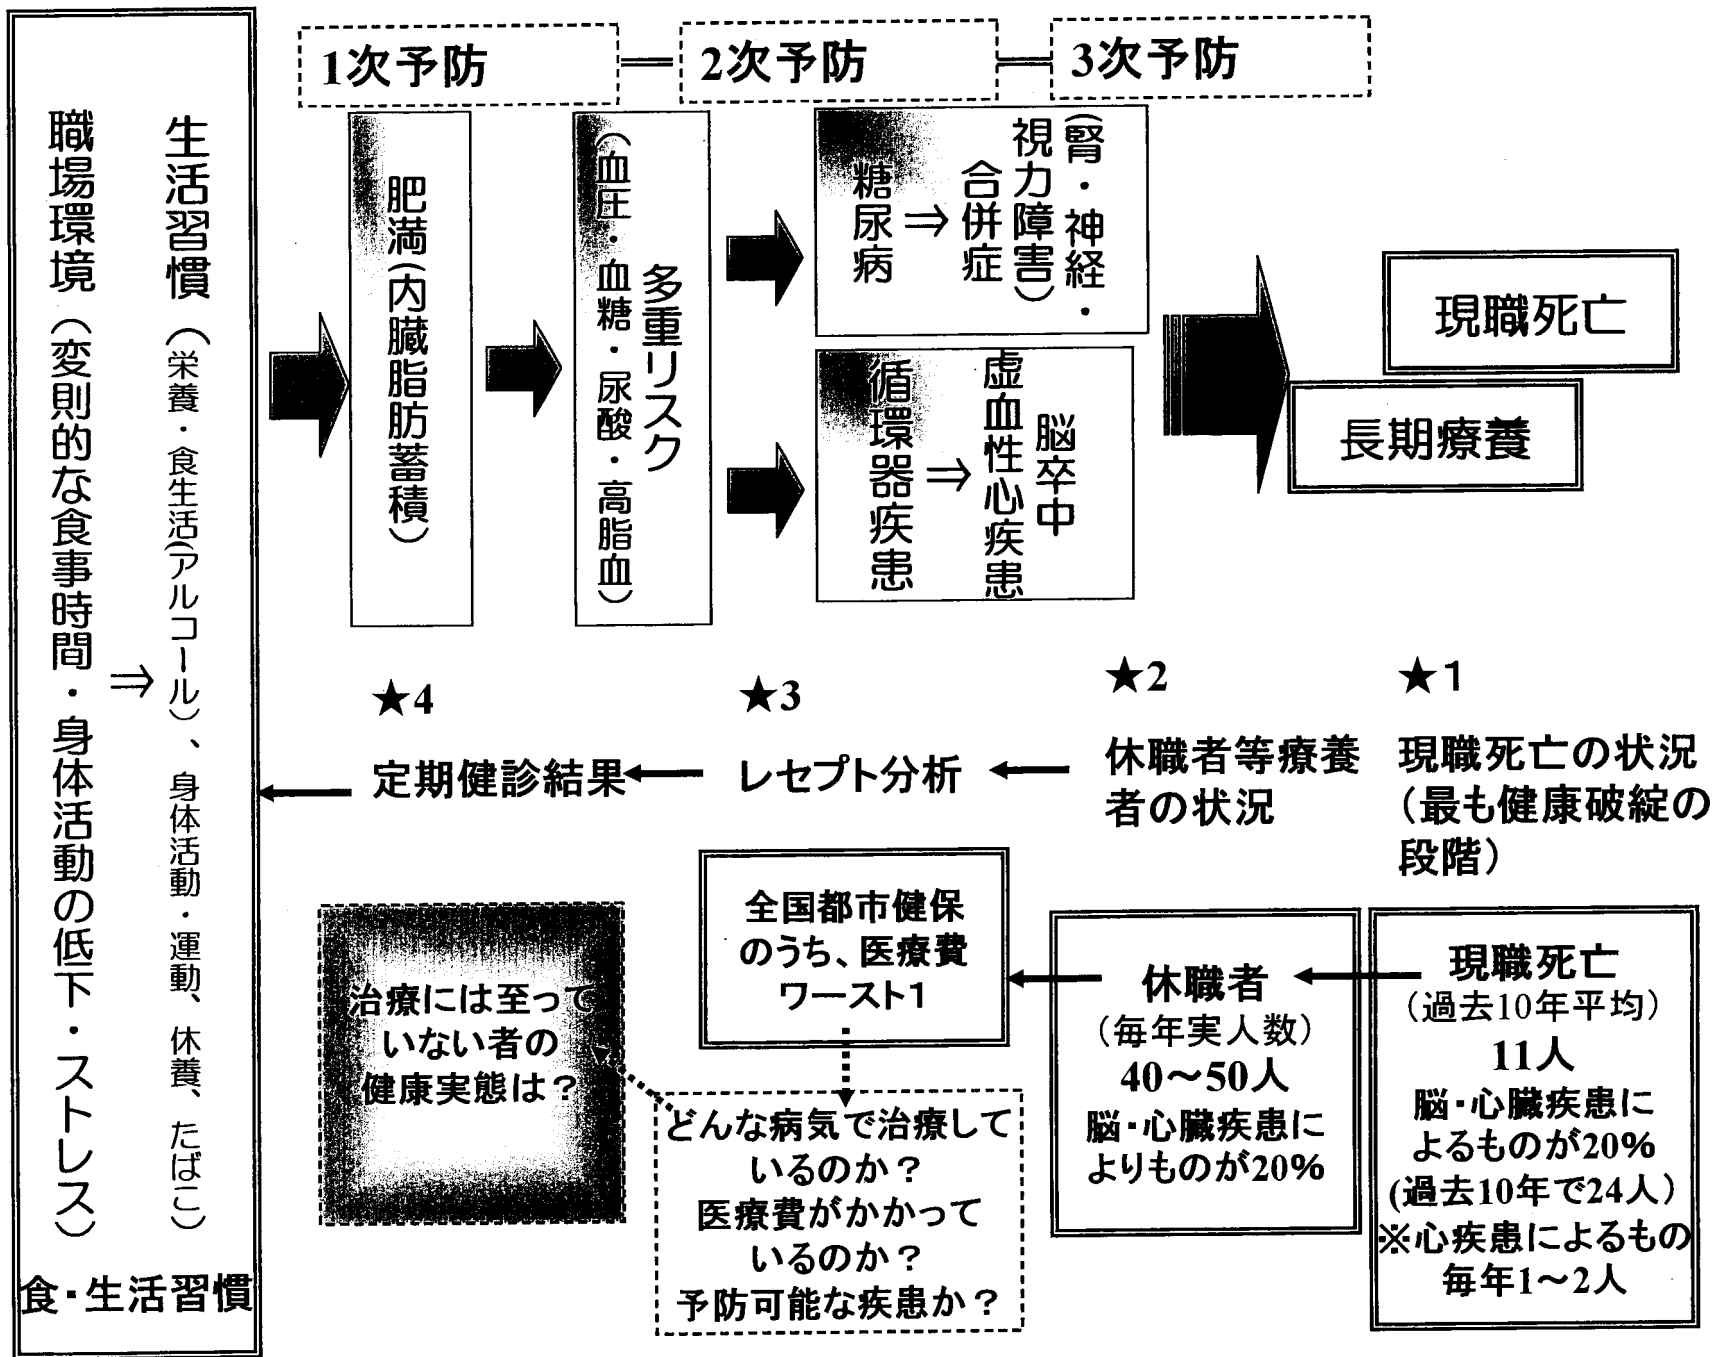 1次予防
2次予防
3次予防
職場環境（変則的な食事時間・身体活動の低下・ストレス）
⇒
生活習慣（栄養・食生活(アルコール)、身体活動・運動、休養、たばこ）
食・生活習慣
肥満(内臓脂肪蓄積)
多重リスク
（血圧・血糖・尿酸・高脂血）
糖尿病
⇒
合併症
(腎・神経・
視力障害)
循環器疾患
⇒
虚血性心疾患
脳卒中
現職死亡
長期療養
★4
定期健診結果
★3
レセプト分析
★2
休職者等療養
者の状況
★1
現職死亡の状況
（最も健康破綻の
段階）
治療には至って
いない者の
健康実態は？
全国都市健保
のうち、医療費
ワースト1
どんな病気で治療して
いるのか？
医療費がかかって
いるのか？
予防可能な疾患か？
休職者
（毎年実人数）
40～50人
脳・心臓疾患に
よりものが20%
現職死亡
（過去10年平均）
11人
脳・心臓疾患に
よるものが20%
(過去10年で24人）
※心疾患によるもの
毎年1～2人